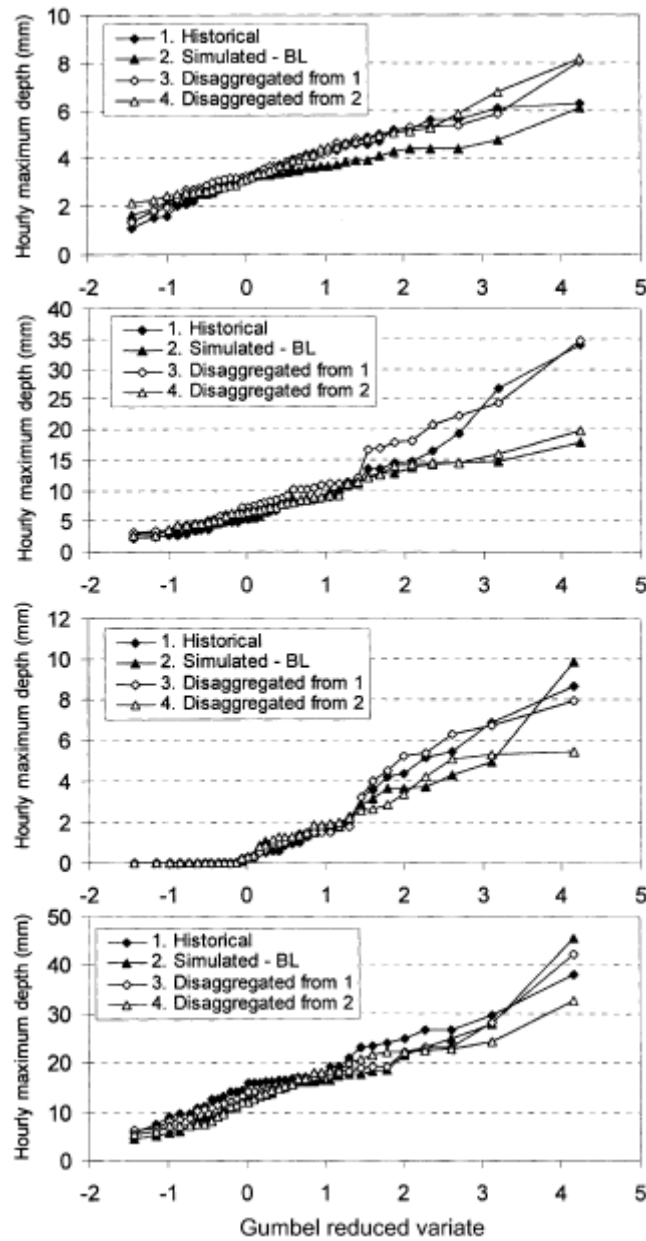 10
8
6
4
2
0
Hourly maximum depth (mm)
1. Historical
2. Simulated - BL
3. Disaggregated from 1
4. Disaggregated from 2
-2 -1 0 1 2 3 4 5
40
35
30
25
20
15
10
5
0
Hourly maximum depth (mm)
1. Historical
2. Simulated - BL
3. Disaggregated from 1
4. Disaggregated from 2
-2 -1 0 1 2 3 4 5
12
10
8
6
4
2
0
Hourly maximum depth (mm)
1. Historical
2. Simulated - BL
3. Disaggregated from 1
4. Disaggregated from 2
-2 -1 0 1 2 3 4 5
50
40
30
20
10
0
Hourly maximum depth (mm)
1. Historical
2. Simulated - BL
3. Disaggregated from 1
4. Disaggregated from 2
-2 -1 0 1 2 3 4 5
Gumbel reduced variate